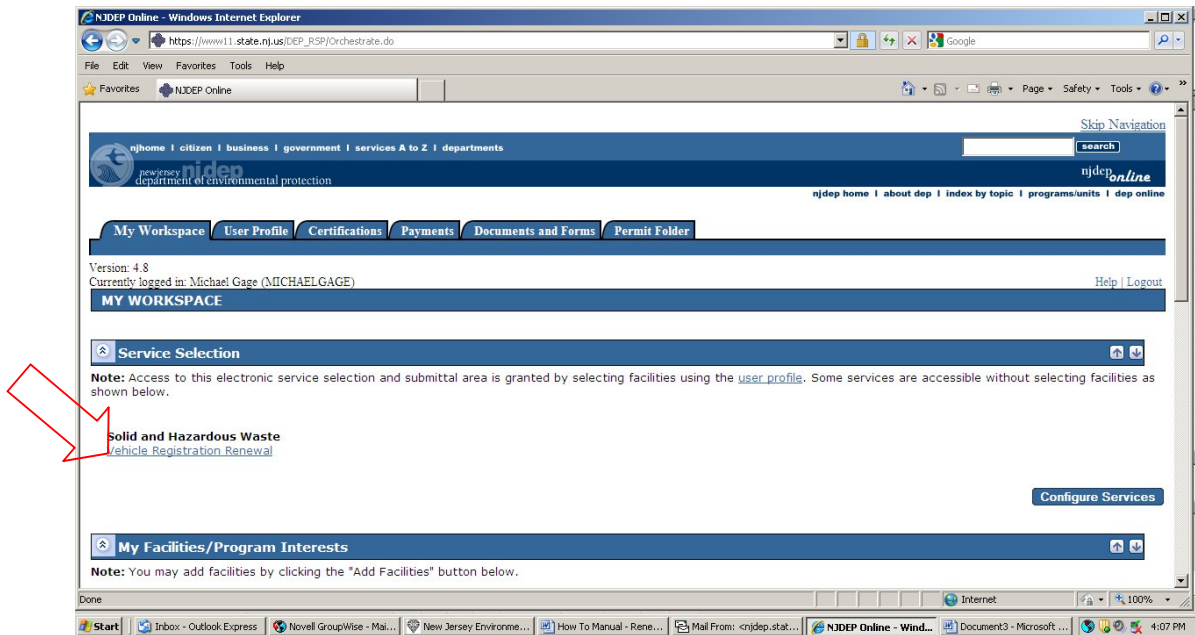 NJDEP Online - Windows Internet Explorer
https://www11.state.nj.us/DEP_RSP/Orchestrate.do
Google
File Edit View Favorites Tools Help
Favorites NJDEP Online
Page Safety Tools
Skip Navigation
njhome | citizen | business | government | services A to Z | departments
search
newjersey njdep
department of environmental protection
njdep online
njdep home | about dep | index by topic | programs/units | dep online
My Workspace User Profile Certifications Payments Documents and Forms Permit Folder
Version: 4.8
Currently logged in: Michael Gage (MICHAELGAGE)
Help | Logout
MY WORKSPACE
Service Selection
Note: Access to this electronic service selection and submittal area is granted by selecting facilities using the user profile. Some services are accessible without selecting facilities as
shown below.
Solid and Hazardous Waste
Vehicle Registration Renewal
Configure Services
My Facilities/Program Interests
Note: You may add facilities by clicking the "Add Facilities" button below.
Done Internet 100%
Start Inbox - Outlook Express Novell GroupWise - Mai... New Jersey Environme... How To Manual - Rene... Mail From: <njdep.stat... NJDEP Online - Wind... Document3 - Microsoft ... 4:07 PM